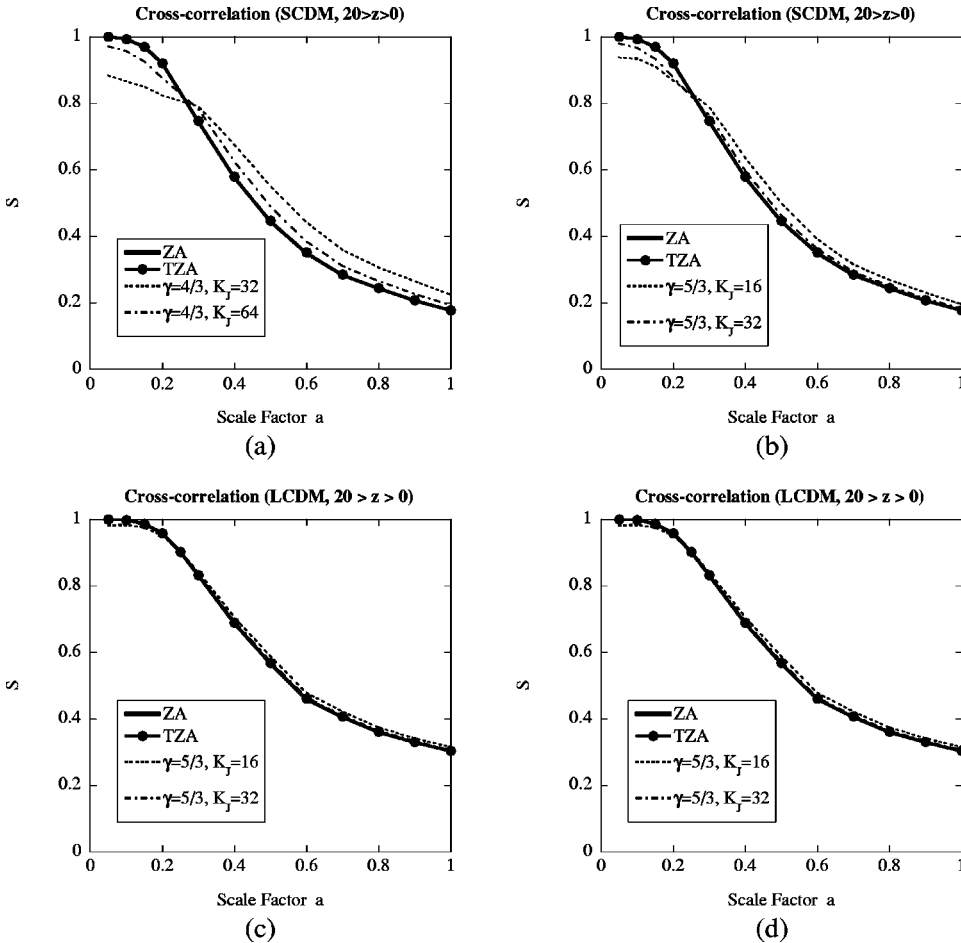 Cross-correlation (SCDM, 20>z>0)
1
0.8
0.6
0.4
0.2
0
S
ZA
TZA
γ=4/3, K_J=32
γ=4/3, K_J=64
0 0.2 0.4 0.6 0.8 1
Scale Factor a
(a)
Cross-correlation (SCDM, 20>z>0)
1
0.8
0.6
0.4
0.2
0
S
ZA
TZA
γ=5/3, K_J=16
γ=5/3, K_J=32
0 0.2 0.4 0.6 0.8 1
Scale Factor a
(b)
Cross-correlation (LCDM, 20 > z > 0)
1
0.8
0.6
0.4
0.2
0
S
ZA
TZA
γ=5/3, K_J=16
γ=5/3, K_J=32
0 0.2 0.4 0.6 0.8 1
Scale Factor a
(c)
Cross-correlation (LCDM, 20 > z > 0)
1
0.8
0.6
0.4
0.2
0
S
ZA
TZA
γ=5/3, K_J=16
γ=5/3, K_J=32
0 0.2 0.4 0.6 0.8 1
Scale Factor a
(d)